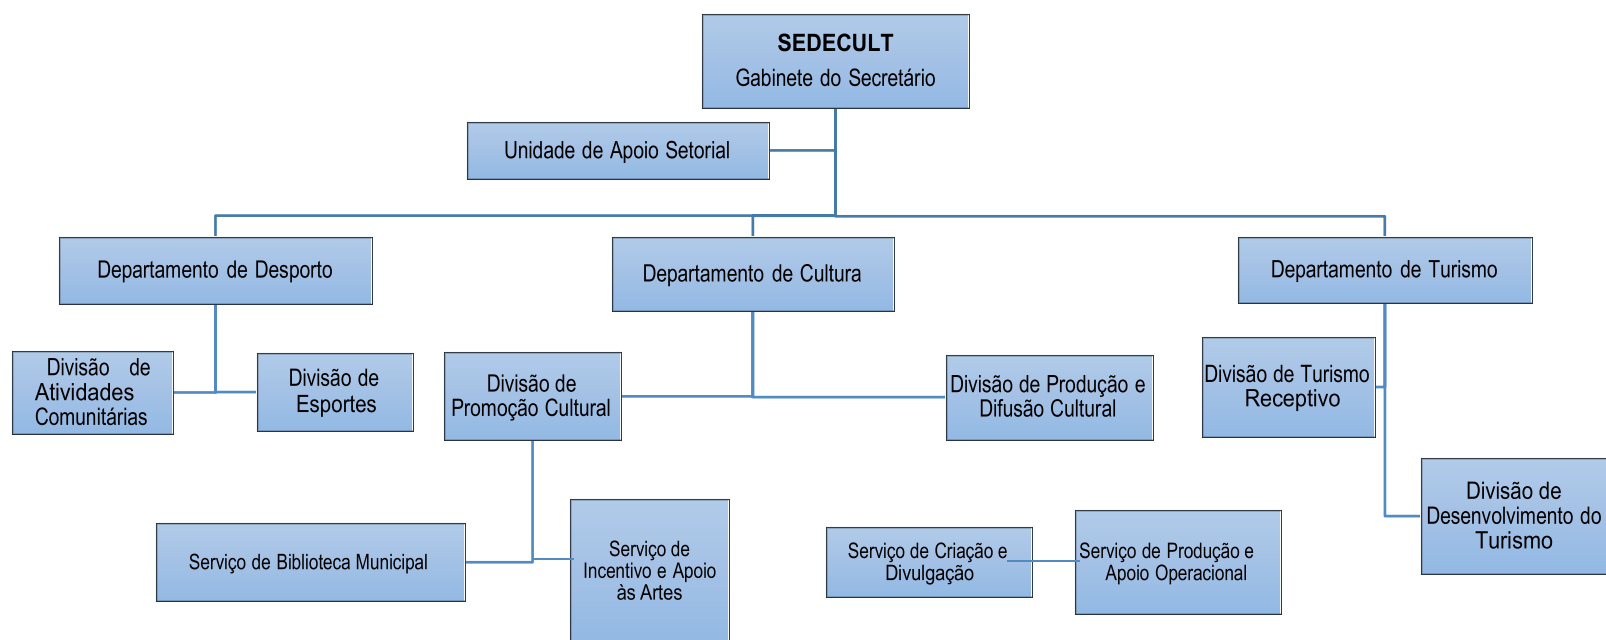 SEDECULT
Gabinete do Secretário
Unidade de Apoio Setorial
Departamento de Desporto
Departamento de Cultura
Departamento de Turismo
Divisão de
Atividades
Comunitárias
Divisão de
Esportes
Divisão de
Promoção Cultural
Divisão de Produção e
Difusão Cultural
Divisão de Turismo
Receptivo
Divisão de
Desenvolvimento do
Turismo
Serviço de Biblioteca Municipal
Serviço de
Incentivo e Apoio
às Artes
Serviço de Criação e
Divulgação
Serviço de Produção e
Apoio Operacional